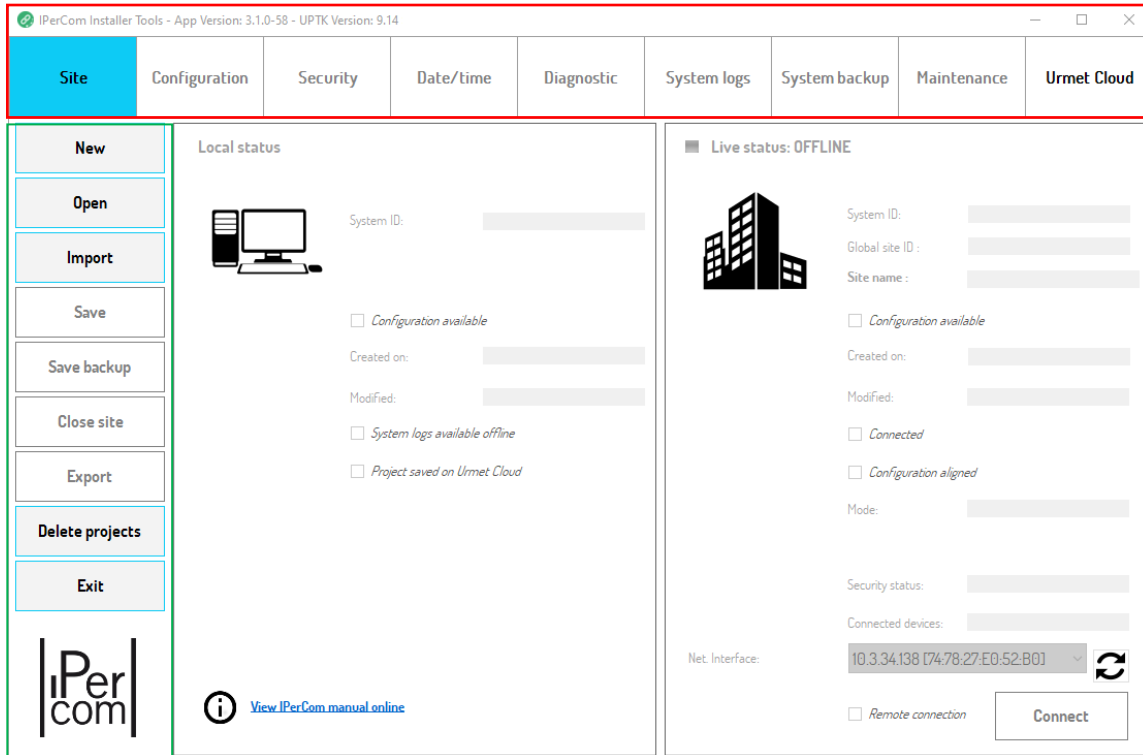 IPerCom Installer Tools - App Version: 3.1.0-58 - UPTK Version: 9.14
Site Configuration Security Date/time Diagnostic System logs System backup Maintenance Urmet Cloud
New
Open
Import
Save
Save backup
Close site
Export
Delete projects
Exit
IPer
com
Local status
System ID:
Configuration available
Created on:
Modified:
System logs available offline
Project saved on Urmet Cloud
View IPerCom manual online
Live status: OFFLINE
System ID:
Global site ID :
Site name :
Configuration available
Created on:
Modified:
Connected
Configuration aligned
Mode:
Security status:
Connected devices:
Net. Interface: 10.3.34.138 [74:78:27:E0:52:B0]
Remote connection Connect